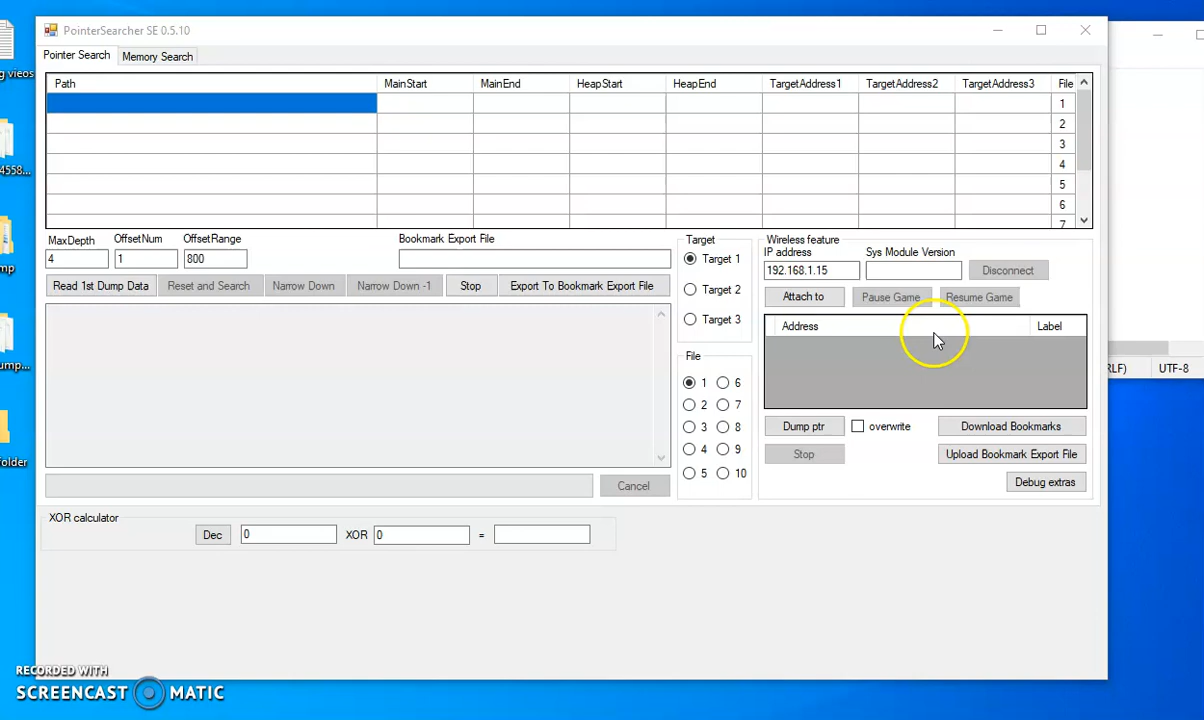 PointerSearcher SE 0.5.10
Pointer Search Memory Search
Path MainStart MainEnd HeapStart HeapEnd TargetAddress1 TargetAddress2 TargetAddress3 File
1
2
3
4
5
6
7
g vieos
4558...
mp
ump...
folder
MaxDepth OffsetNum OffsetRange Bookmark Export File
4 1 800
Read 1st Dump Data Reset and Search Narrow Down Narrow Down -1 Stop Export To Bookmark Export File
Target
Target 1
Target 2
Target 3
File
1 6
2 7
3 8
4 9
5 10
Wireless feature
IP address Sys Module Version
192.168.1.15 Disconnect
Attach to Pause Game Resume Game
Address Label
Dump ptr overwrite Download Bookmarks
Stop Upload Bookmark Export File
Debug extras
Cancel
XOR calculator
Dec 0 XOR 0 =
RLF) UTF-8
RECORDED WITH
SCREENCAST MATIC